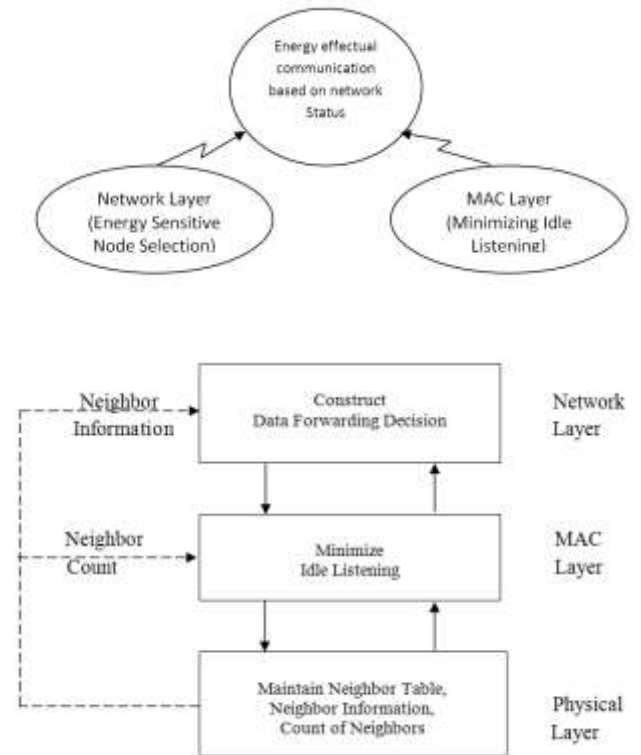 Energy effectual
communication
based on network
Status
Network Layer
(Energy Sensitive
Node Selection)
MAC Layer
(Minimizing Idle
Listening)
Neighbor
Information
Construct
Data Forwarding Decision
Network
Layer
Neighbor
Count
Minimize
Idle Listening
MAC
Layer
Maintain Neighbor Table,
Neighbor Information,
Count of Neighbors
Physical
Layer